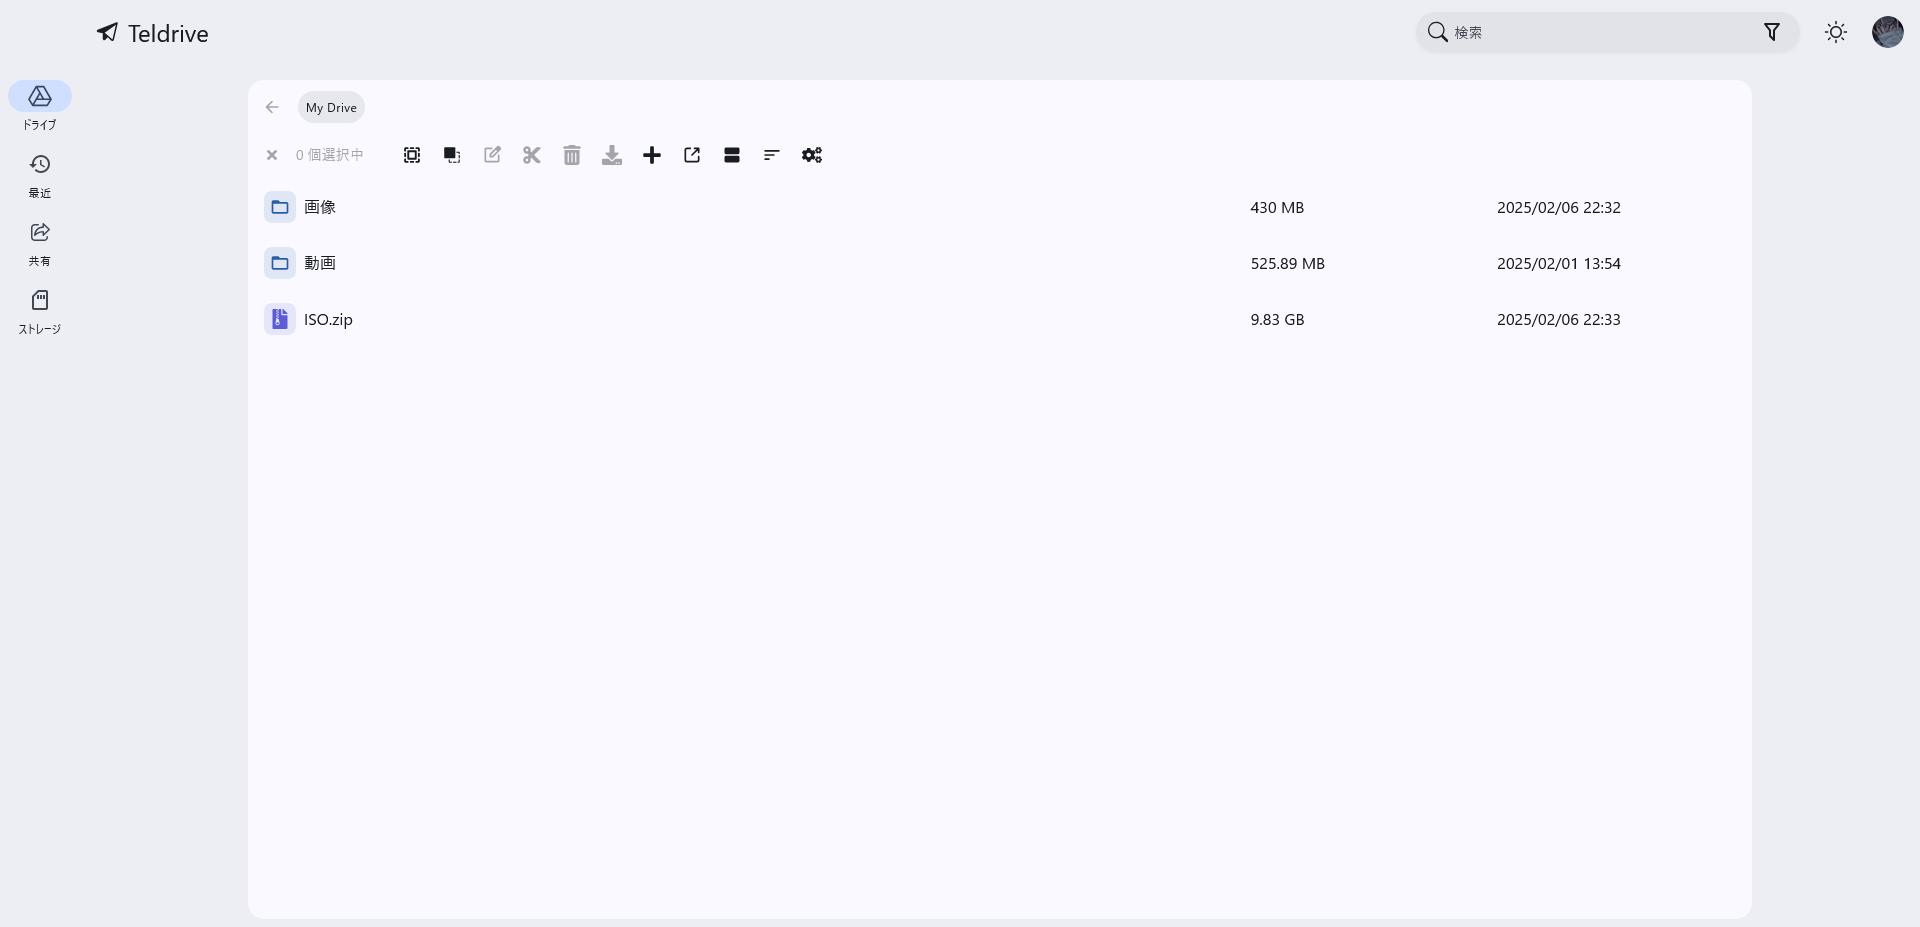 Teldrive
検索
ドライブ
最近
共有
ストレージ
My Drive
0 個選択中
画像 430 MB 2025/02/06 22:32
動画 525.89 MB 2025/02/01 13:54
ISO.zip 9.83 GB 2025/02/06 22:33